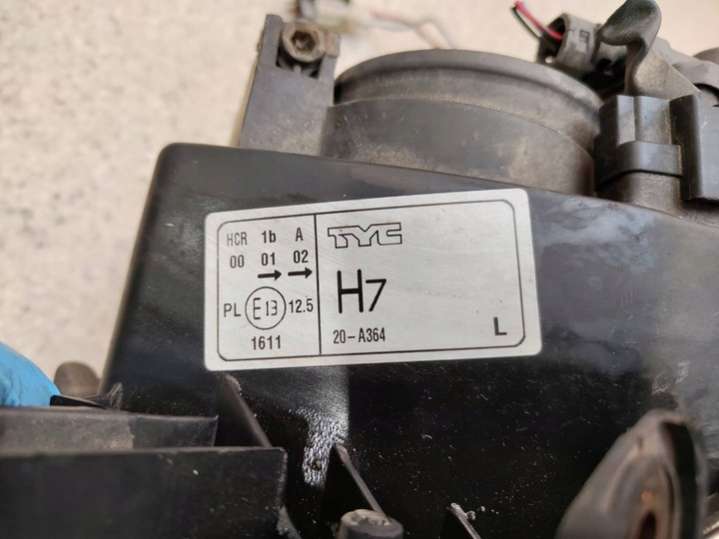 HCR 1b A
00 01 02
→ →
PL E13 12.5
1611
TYC
H7
20-A364
L